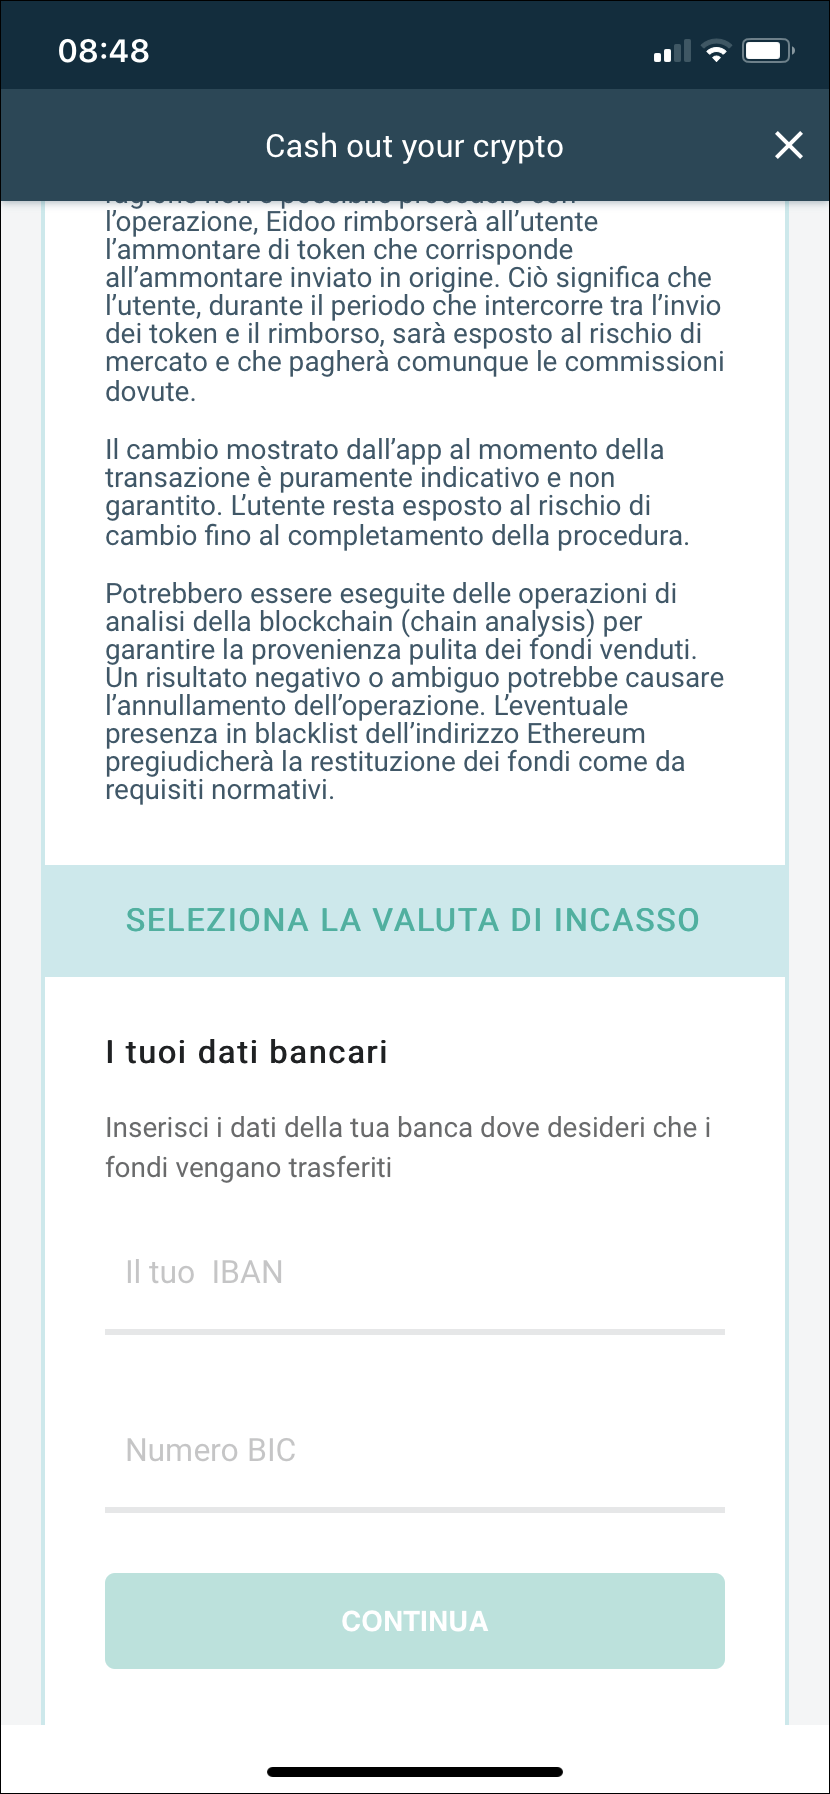 08:48
Cash out your crypto
l’operazione, Eidoo rimborserà all’utente
l’ammontare di token che corrisponde
all’ammontare inviato in origine. Ciò significa che
l’utente, durante il periodo che intercorre tra l’invio
dei token e il rimborso, sarà esposto al rischio di
mercato e che pagherà comunque le commissioni
dovute.
Il cambio mostrato dall’app al momento della
transazione è puramente indicativo e non
garantito. L’utente resta esposto al rischio di
cambio fino al completamento della procedura.
Potrebbero essere eseguite delle operazioni di
analisi della blockchain (chain analysis) per
garantire la provenienza pulita dei fondi venduti.
Un risultato negativo o ambiguo potrebbe causare
l’annullamento dell’operazione. L’eventuale
presenza in blacklist dell’indirizzo Ethereum
pregiudicherà la restituzione dei fondi come da
requisiti normativi.
SELEZIONA LA VALUTA DI INCASSO
I tuoi dati bancari
Inserisci i dati della tua banca dove desideri che i
fondi vengano trasferiti
Il tuo  IBAN
Numero BIC
CONTINUA